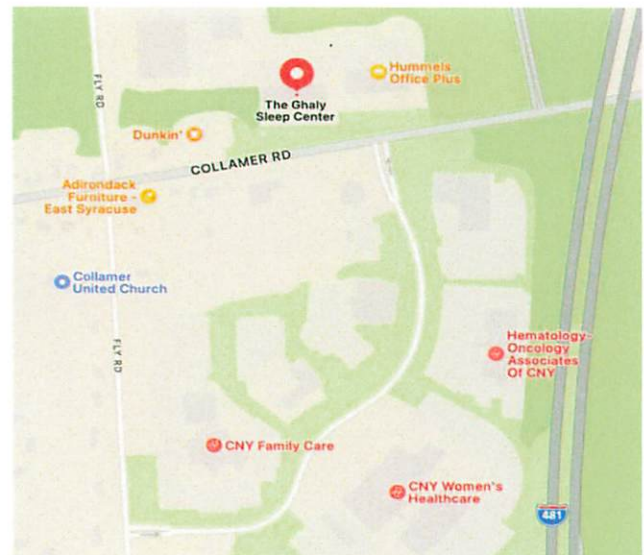 FLY RD
Hummels
Office Plus
The Ghaly
Sleep Center
Dunkin'
COLLAMER RD
Adirondack
Furniture -
East Syracuse
Collamer
United Church
FLY RD
Hematology-
Oncology
Associates
Of CNY
CNY Family Care
CNY Women's
Healthcare
481